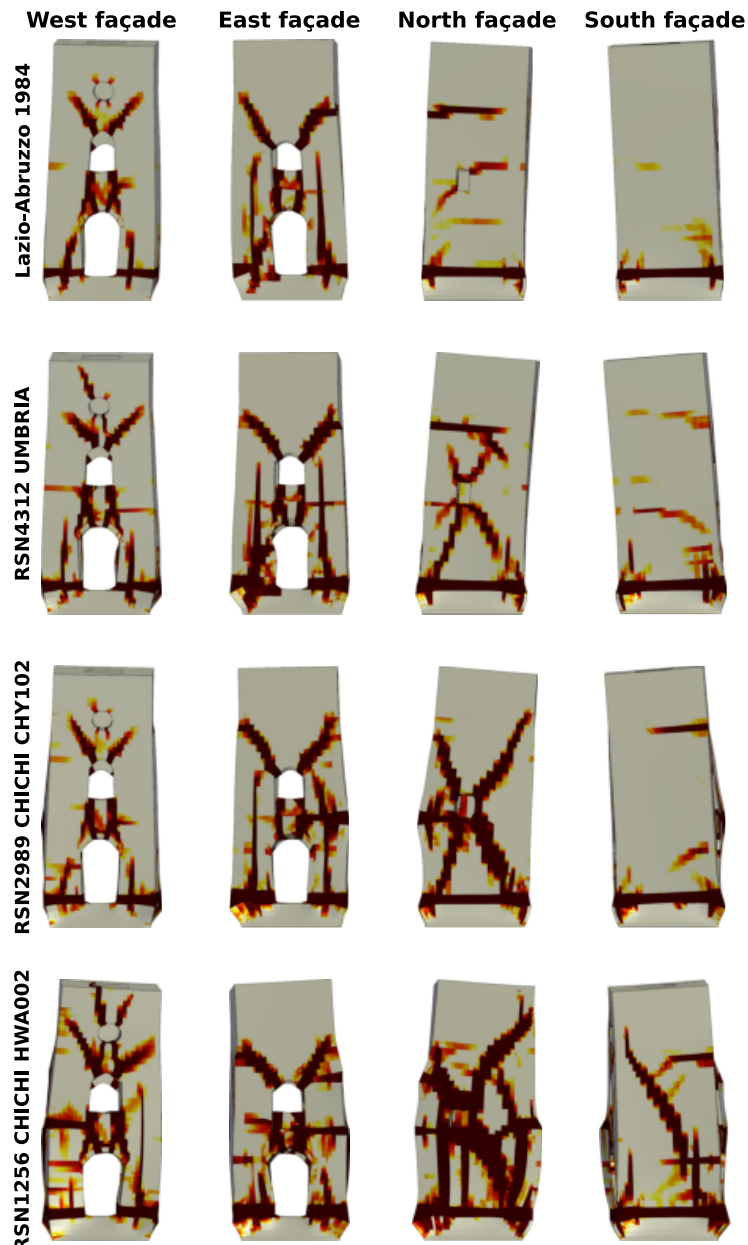 West façade East façade North façade South façade
Lazio-Abruzzo 1984
RSN4312 UMBRIA
RSN2989 CHICHI CHY102
RSN1256 CHICHI HWA002